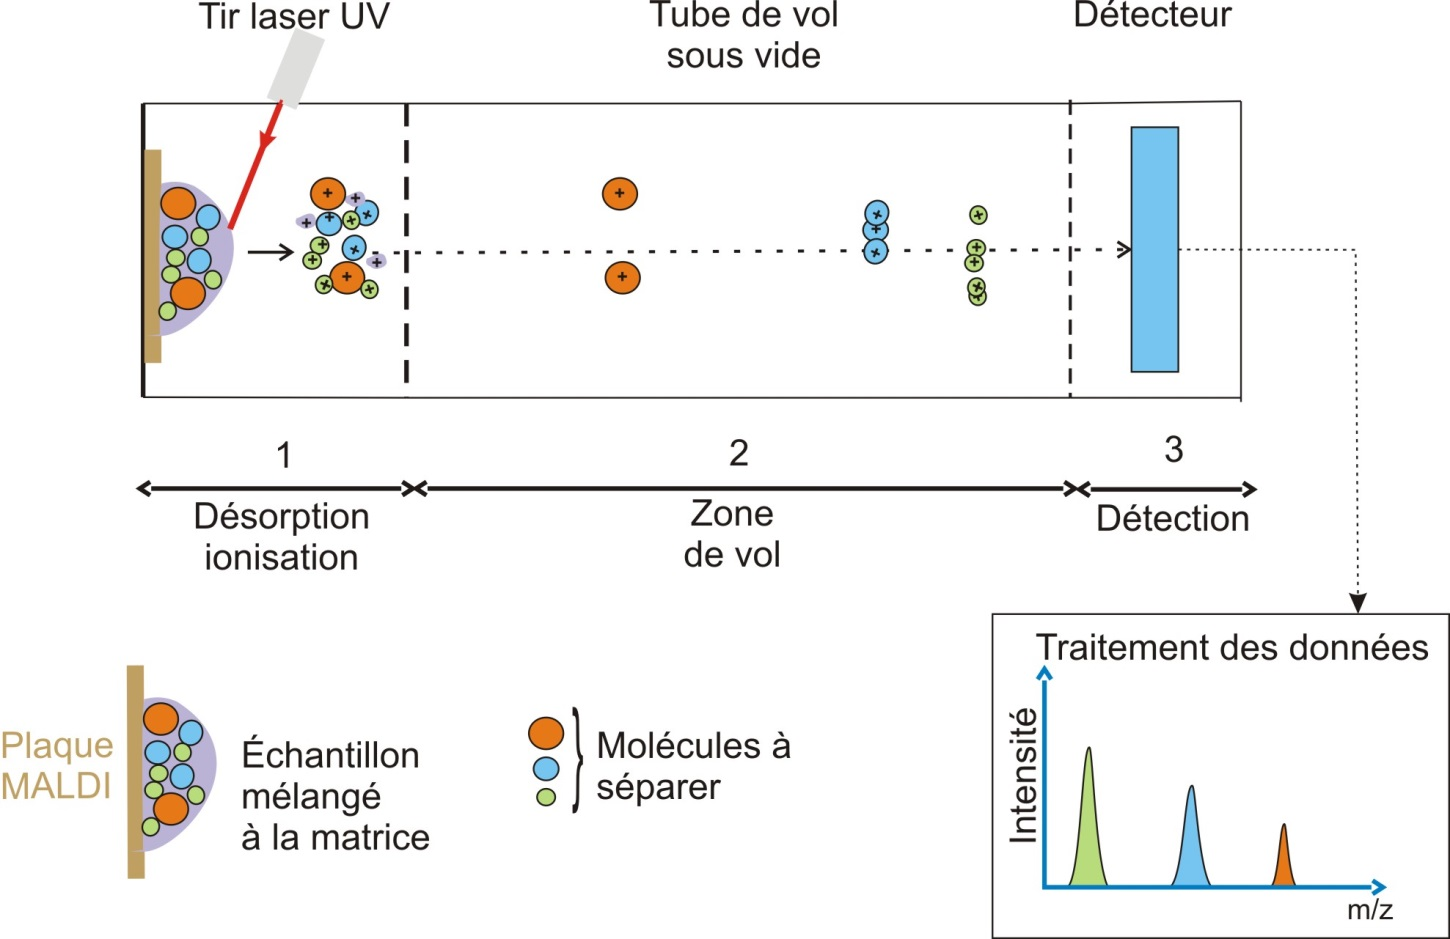 Tir laser UV
Tube de vol
sous vide
Détecteur
1
2
3
Désorption
ionisation
Zone
de vol
Détection
Plaque
MALDI
Échantillon
mélangé
à la matrice
Molécules à
séparer
Traitement des données
Intensité
m/z